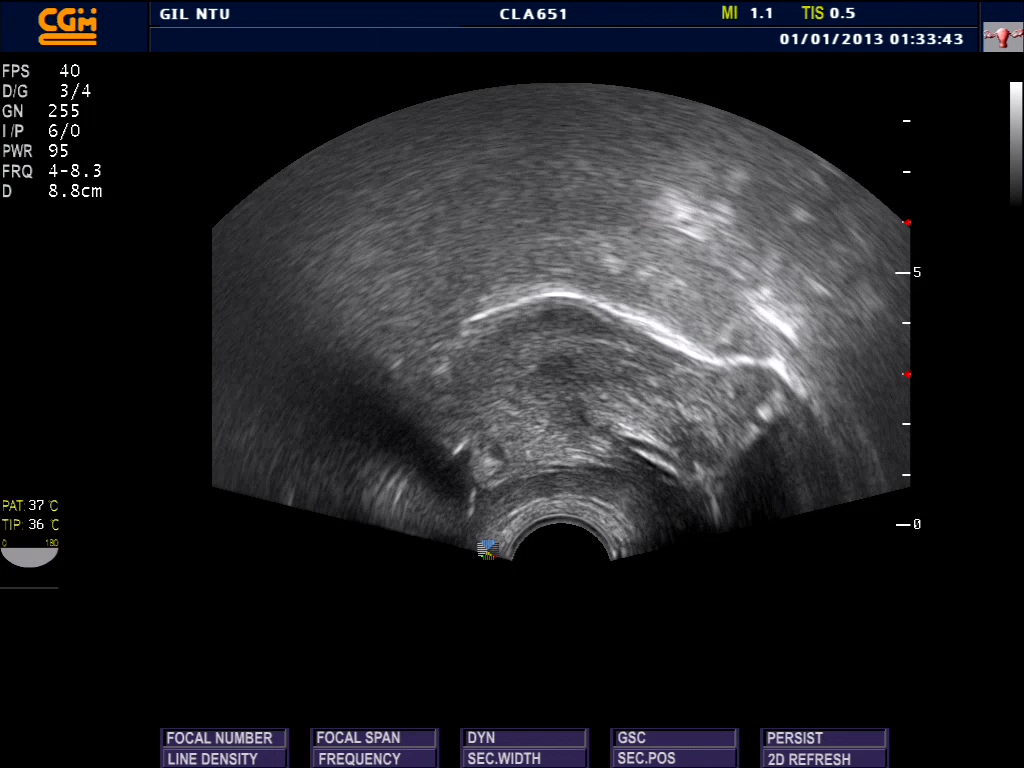 CGM
GIL NTU CLA651 MI 1.1 TIS 0.5
01/01/2013 01:33:43
FPS 40
D/G 3/4
GN 255
I/P 6/0
PWR 95
FRQ 4-8.3
D 8.8cm
5
PAT: 37 °C
TIP: 36 °C
0 180
0
FOCAL NUMBER FOCAL SPAN DYN GSC PERSIST
LINE DENSITY FREQUENCY SEC.WIDTH SEC.POS 2D REFRESH